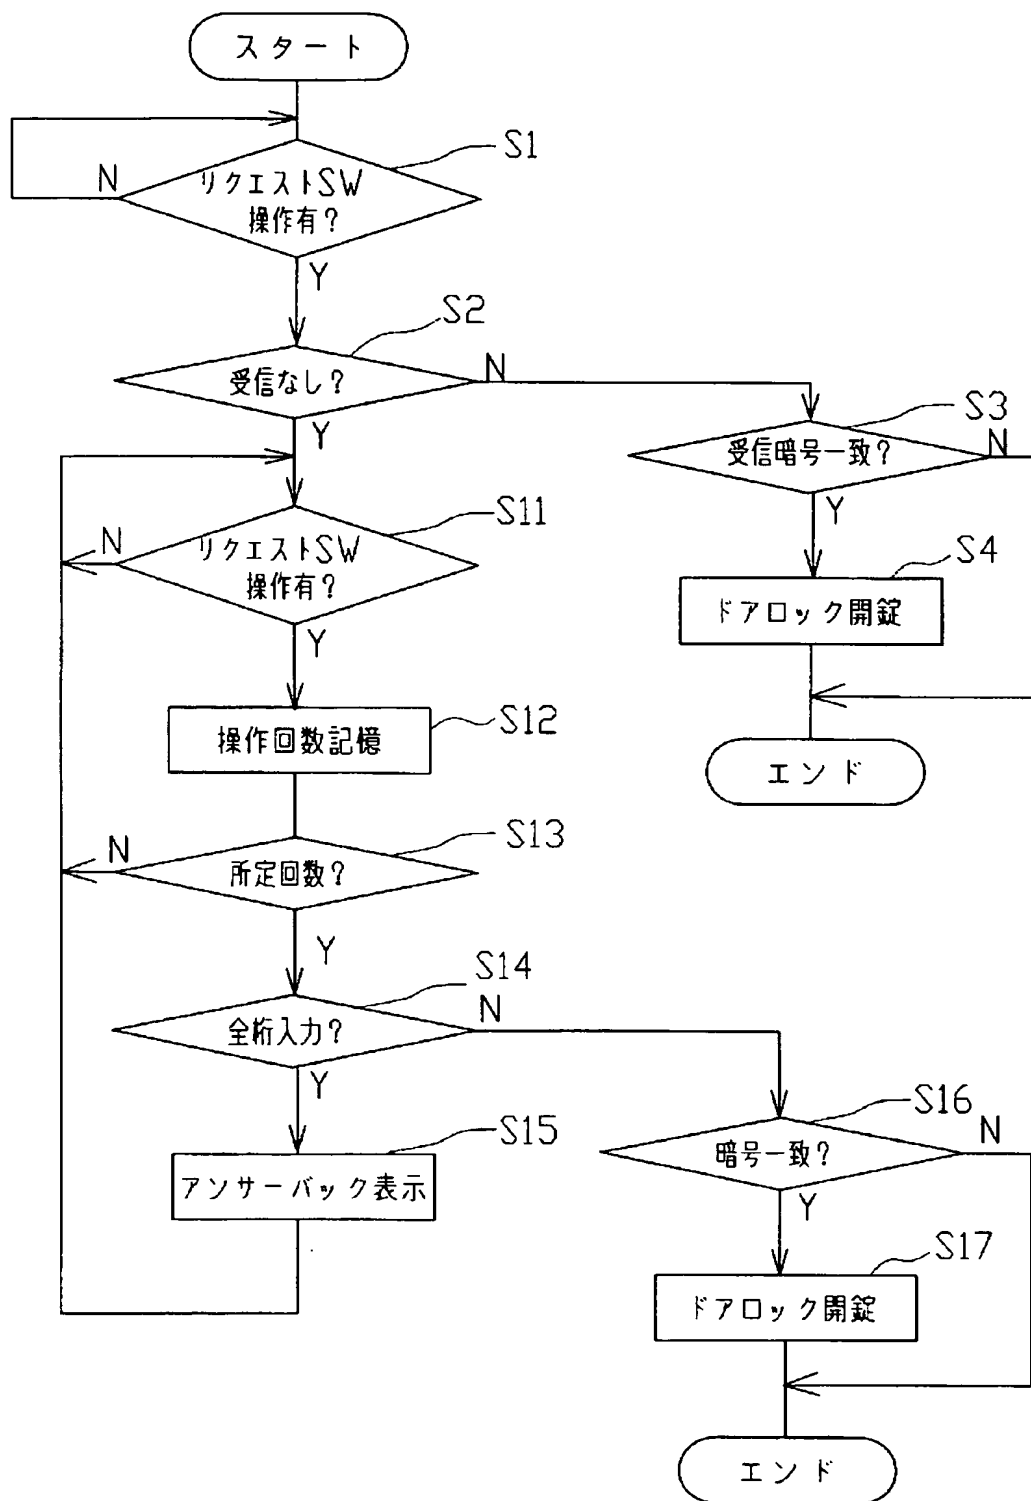 スタート
S1
N
リクエストSW
操作有?
Y
S2
N
受信なし?
Y
S3
N
受信暗号一致?
Y
S11
N
リクエストSW
操作有?
Y
S4
ドアロック開錠
S12
操作回数記憶
エンド
S13
N
所定回数?
Y
S14
N
全桁入力?
Y
S16
N
暗号一致?
Y
S15
アンサーバック表示
S17
ドアロック開錠
エンド